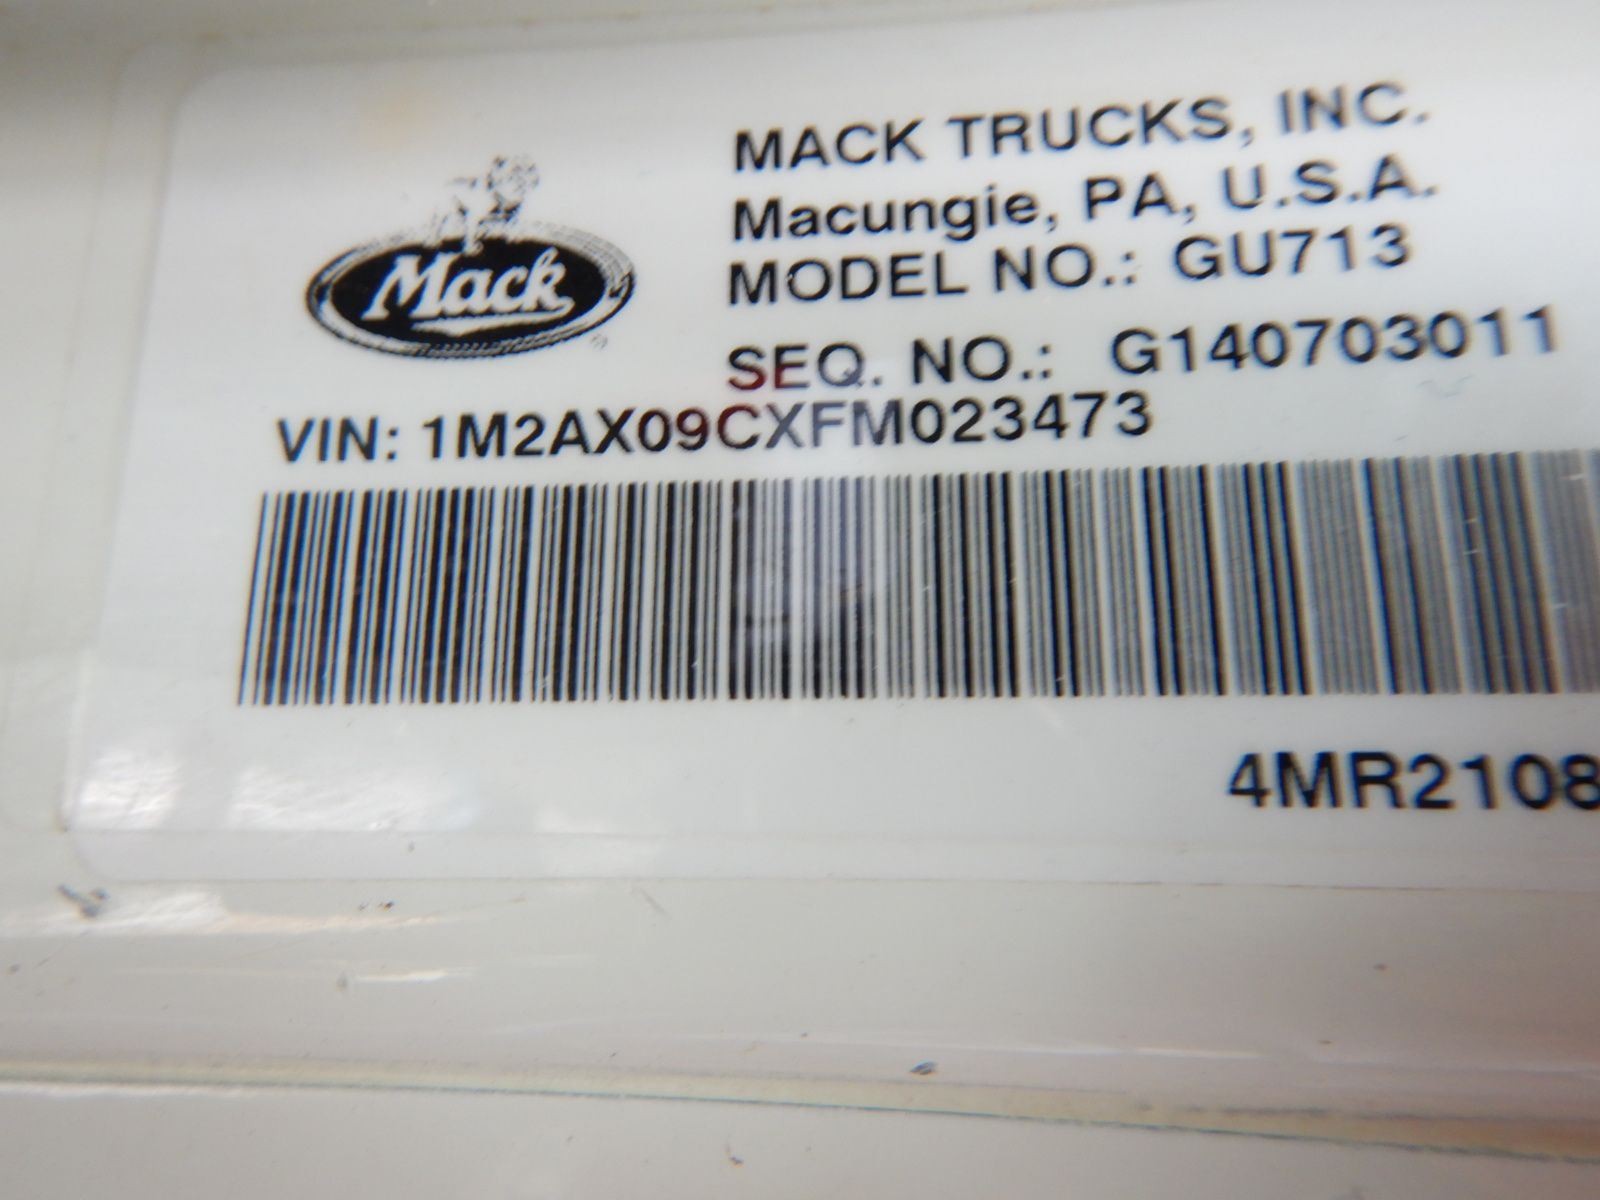 MACK TRUCKS, INC.
Macungie, PA, U.S.A.
MODEL NO.: GU713
Mack
SEQ. NO.: G140703011
VIN: 1M2AX09CXFM023473
4MR2108